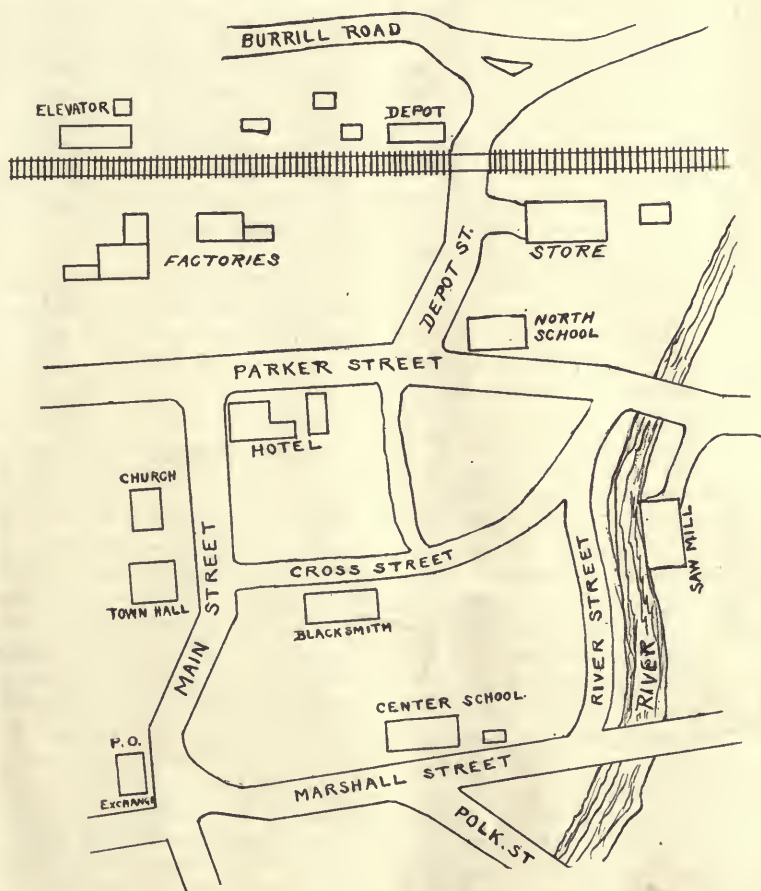 BURRILL ROAD
ELEVATOR
DEPOT
FACTORIES
DEPOT ST.
STORE
NORTH
SCHOOL
PARKER STREET
HOTEL
CHURCH
MAIN STREET
CROSS STREET
TOWN HALL
BLACKSMITH
RIVER STREET
RIVER
SAW MILL
CENTER SCHOOL.
P.O.
EXCHANGE
MARSHALL STREET
POLK. ST